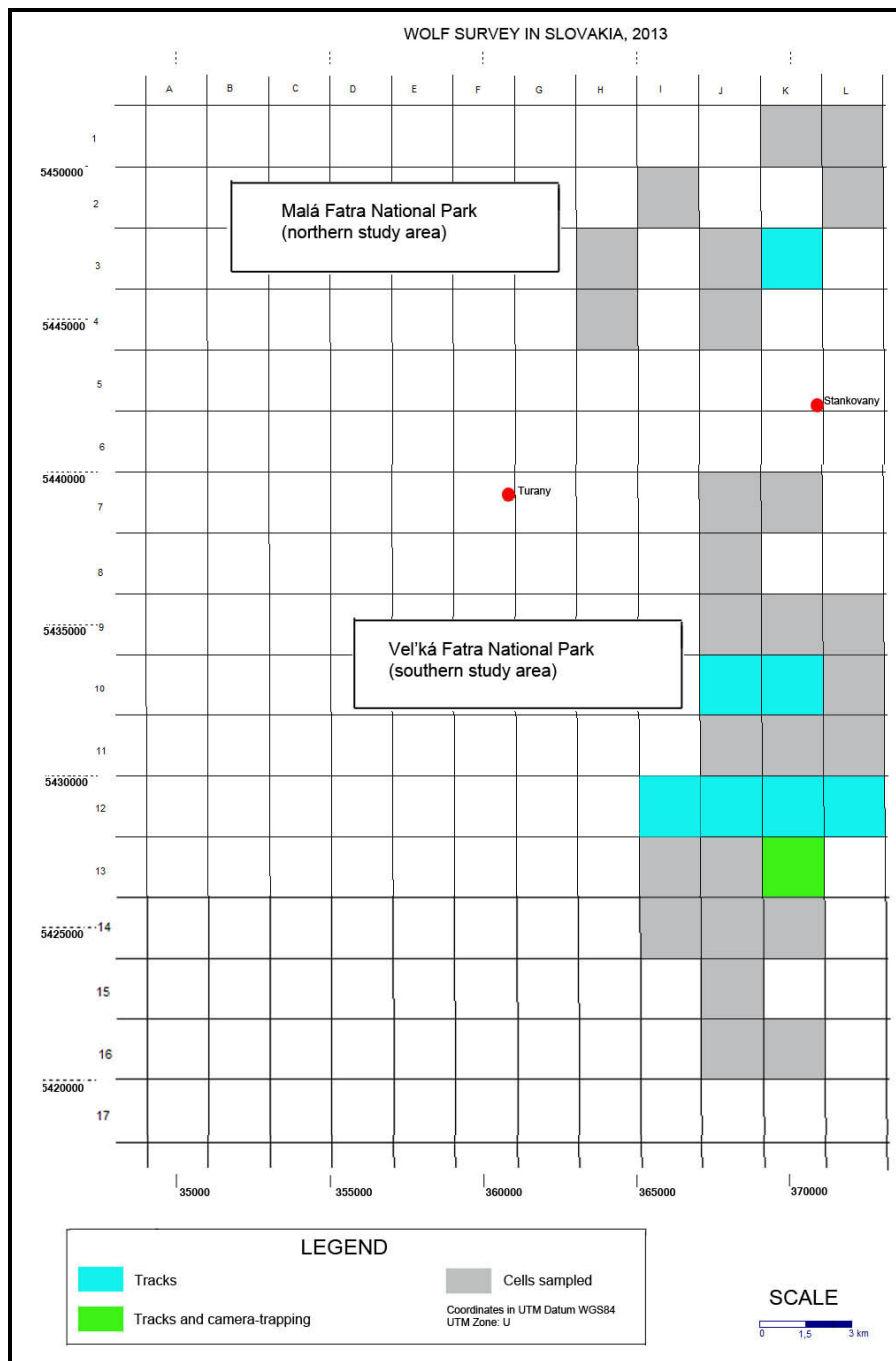 WOLF SURVEY IN SLOVAKIA, 2013
A B C D E F G H I J K L
1
5450000
2
Malá Fatra National Park
(northern study area)
3
5445000 4
5
Stankovany
6
5440000
7
Turany
8
5435000 9
Vel'ká Fatra National Park
(southern study area)
10
11
5430000
12
13
5425000 14
15
16
5420000
17
35000 355000 360000 365000 370000
LEGEND
Tracks
Cells sampled
Tracks and camera-trapping
Coordinates in UTM Datum WGS84
UTM Zone: U
SCALE
0 1,5 3 km